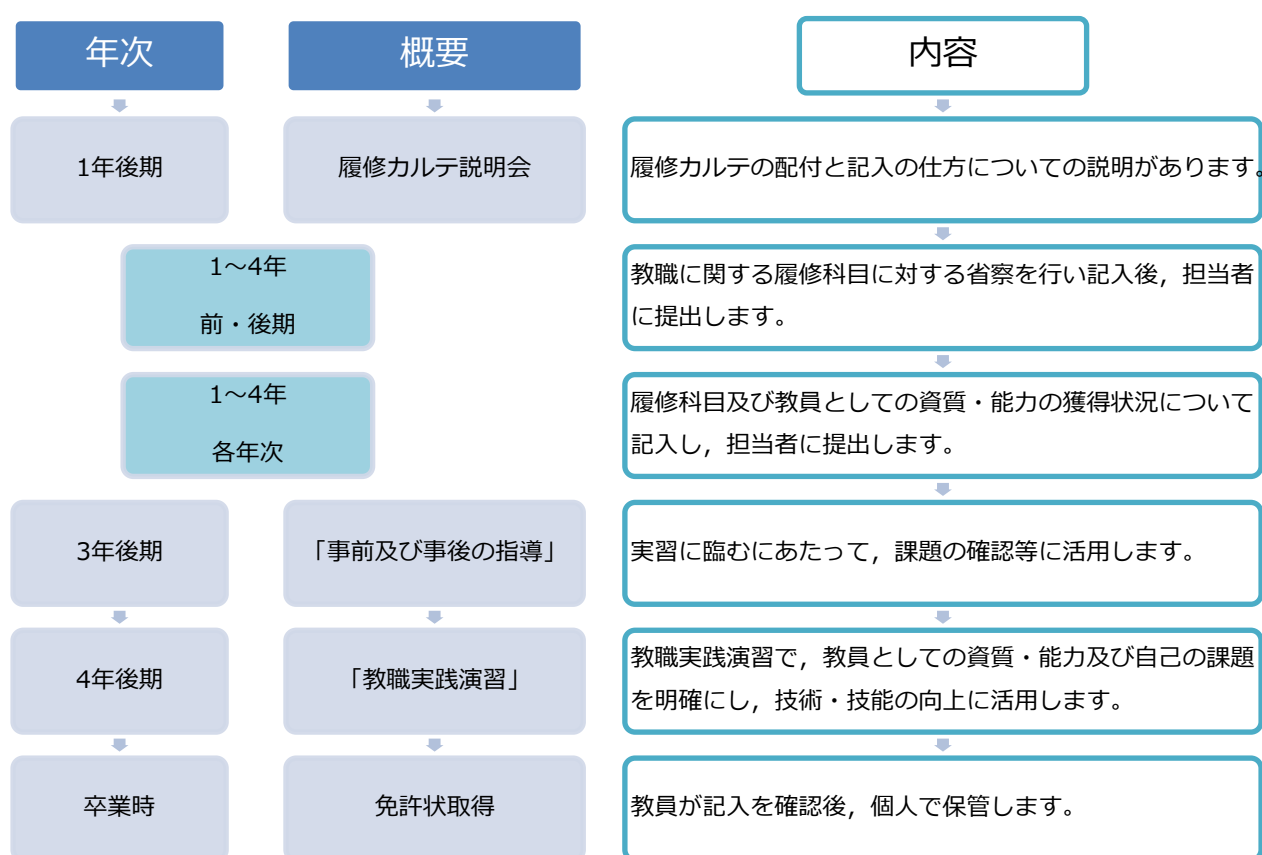 年次
概要
内容
1年後期
履修カルテ説明会
履修カルテの配付と記入の仕方についての説明があります。
1～4年
前・後期
教職に関する履修科目に対する省察を行い記入後，担当者
に提出します。
1～4年
各年次
履修科目及び教員としての資質・能力の獲得状況について
記入し，担当者に提出します。
3年後期
「事前及び事後の指導」
実習に臨むにあたって，課題の確認等に活用します。
4年後期
「教職実践演習」
教職実践演習で，教員としての資質・能力及び自己の課題
を明確にし，技術・技能の向上に活用します。
卒業時
免許状取得
教員が記入を確認後，個人で保管します。